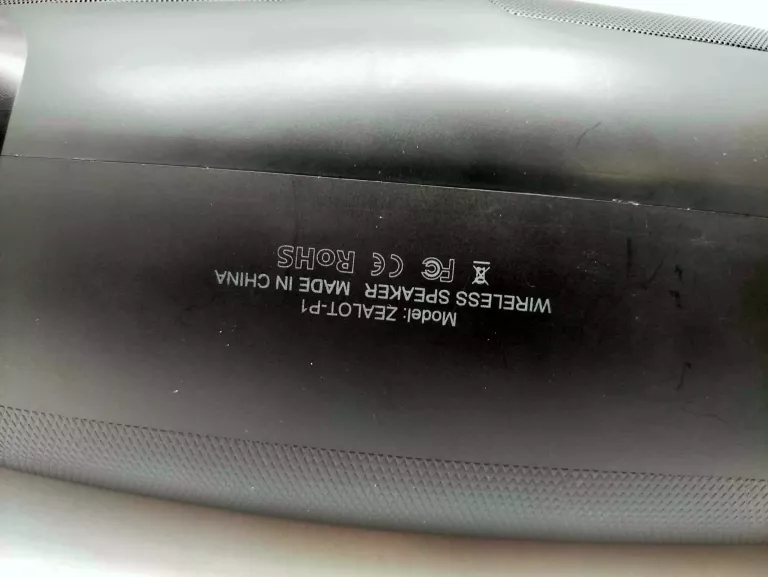 Model: ZEALOT-P1
WIRELESS SPEAKER MADE IN CHINA
FC CE RoHS